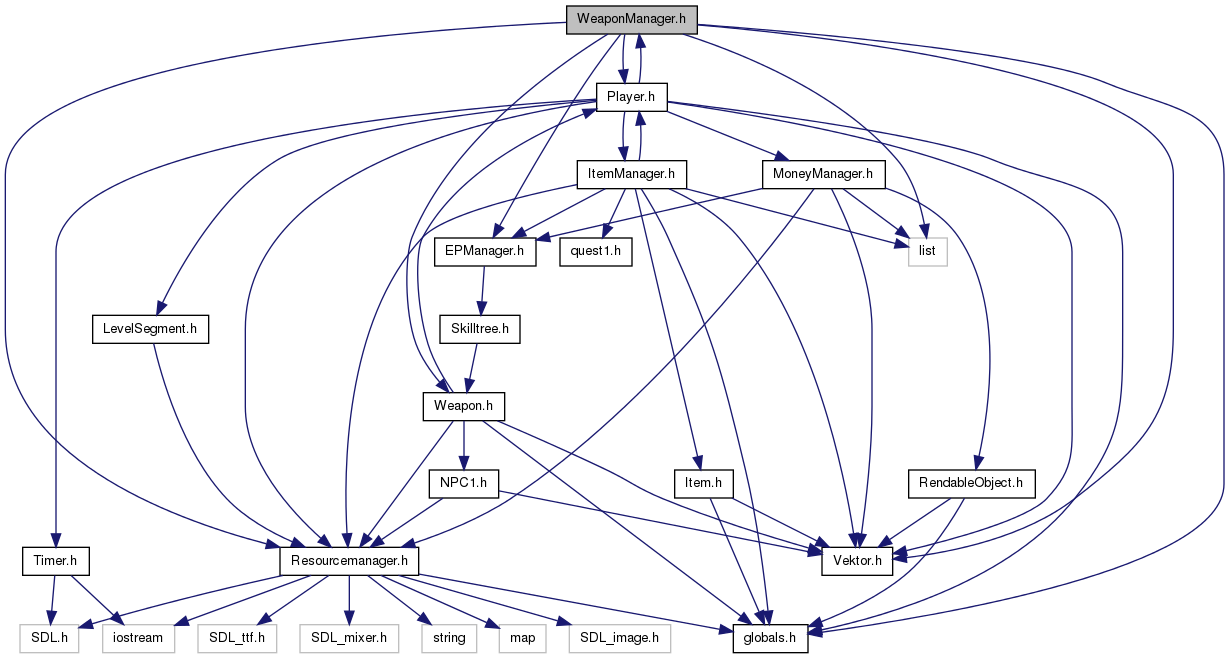 WeaponManager.h
Player.h
ItemManager.h
MoneyManager.h
EPManager.h
quest1.h
list
LevelSegment.h
Skilltree.h
Weapon.h
NPC1.h
Item.h
RendableObject.h
Timer.h
Resourcemanager.h
Vektor.h
SDL.h
iostream
SDL_ttf.h
SDL_mixer.h
string
map
SDL_image.h
globals.h